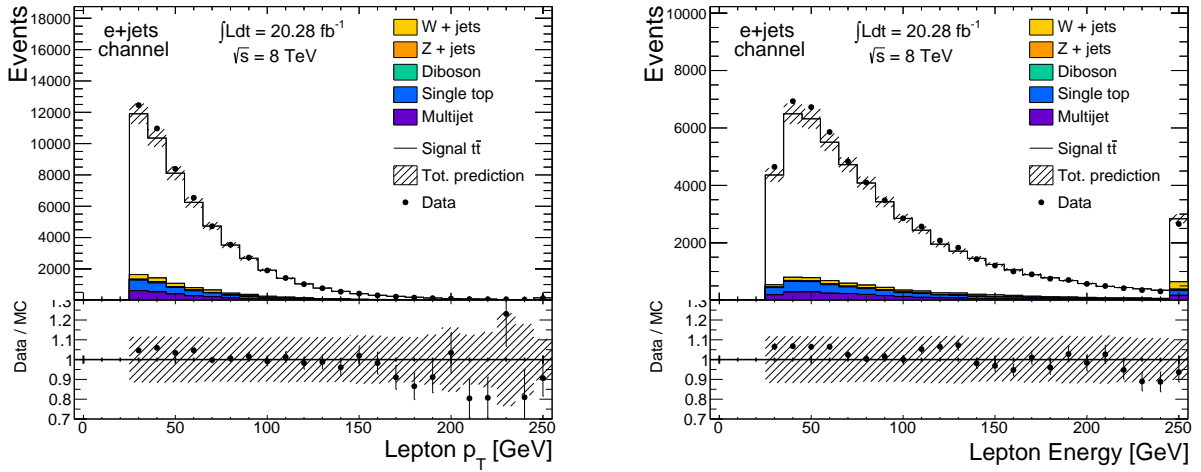 Events
18000
16000
14000
12000
10000
8000
6000
4000
2000
e+jets
channel
∫Ldt = 20.28 fb⁻¹
√s = 8 TeV
W + jets
Z + jets
Diboson
Single top
Multijet
Signal tt̄
Tot. prediction
Data
Data / MC
1.3
1.2
1.1
1
0.9
0.8
0.7
0 50 100 150 200 250
Lepton p_T [GeV]
Events
10000
8000
6000
4000
2000
0
e+jets
channel
∫Ldt = 20.28 fb⁻¹
√s = 8 TeV
W + jets
Z + jets
Diboson
Single top
Multijet
Signal tt̄
Tot. prediction
Data
Data / MC
1.3
1.2
1.1
1
0.9
0.8
0.7
0 50 100 150 200 250
Lepton Energy [GeV]